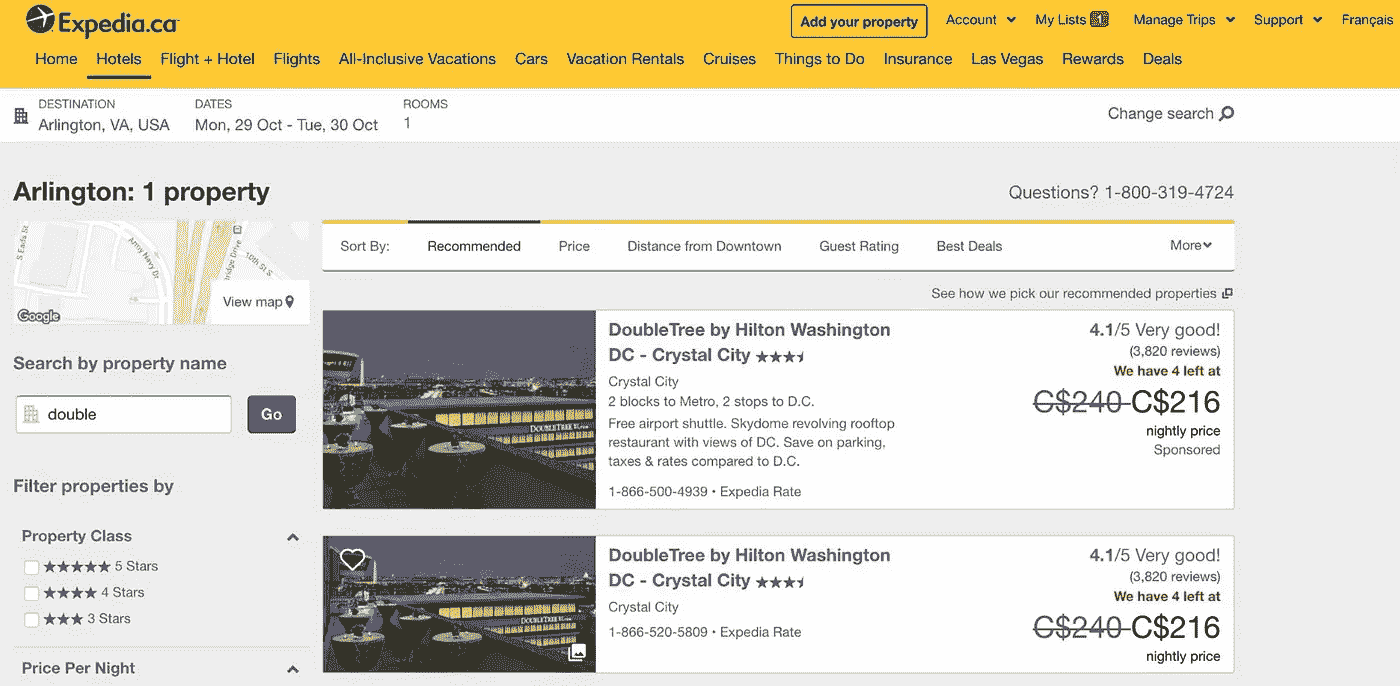 Expedia.ca
Add your property
Account
My Lists
Manage Trips
Support
Français
Home
Hotels
Flight + Hotel
Flights
All-Inclusive Vacations
Cars
Vacation Rentals
Cruises
Things to Do
Insurance
Las Vegas
Rewards
Deals
DESTINATION
Arlington, VA, USA
DATES
Mon, 29 Oct - Tue, 30 Oct
ROOMS
1
Change search
Arlington: 1 property
Questions? 1-800-319-4724
S Eads St
Army Navy Dr
10th St S
View map
Google
Search by property name
double
Go
Filter properties by
Property Class
5 Stars
4 Stars
3 Stars
Price Per Night
Sort By:
Recommended
Price
Distance from Downtown
Guest Rating
Best Deals
More
See how we pick our recommended properties
DOUBLETREE
DoubleTree by Hilton Washington
DC - Crystal City
Crystal City
2 blocks to Metro, 2 stops to D.C.
Free airport shuttle. Skydome revolving rooftop
restaurant with views of DC. Save on parking,
taxes & rates compared to D.C.
1-866-500-4939 • Expedia Rate
4.1/5 Very good!
(3,820 reviews)
We have 4 left at
C$240 C$216
nightly price
Sponsored
DOUBLETREE
DoubleTree by Hilton Washington
DC - Crystal City
Crystal City
1-866-520-5809 • Expedia Rate
4.1/5 Very good!
(3,820 reviews)
We have 4 left at
C$240 C$216
nightly price